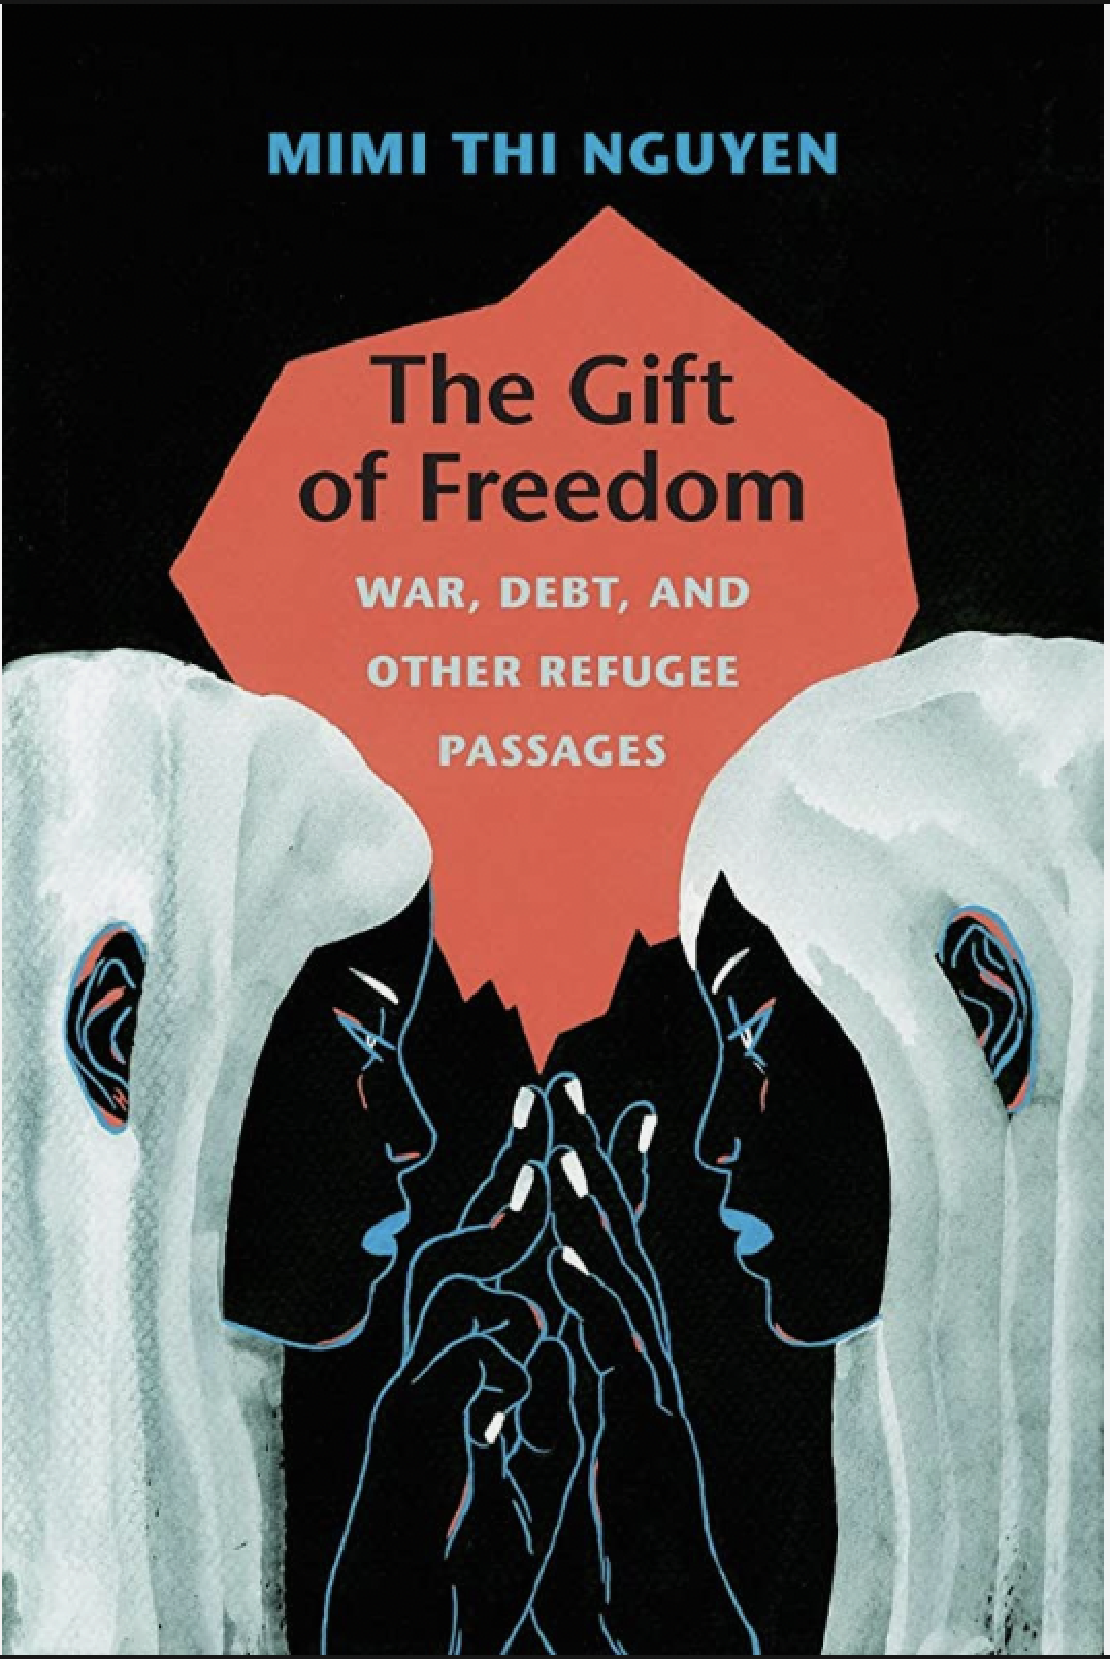 MIMI THI NGUYEN
The Gift
of Freedom
WAR, DEBT, AND
OTHER REFUGEE
PASSAGES